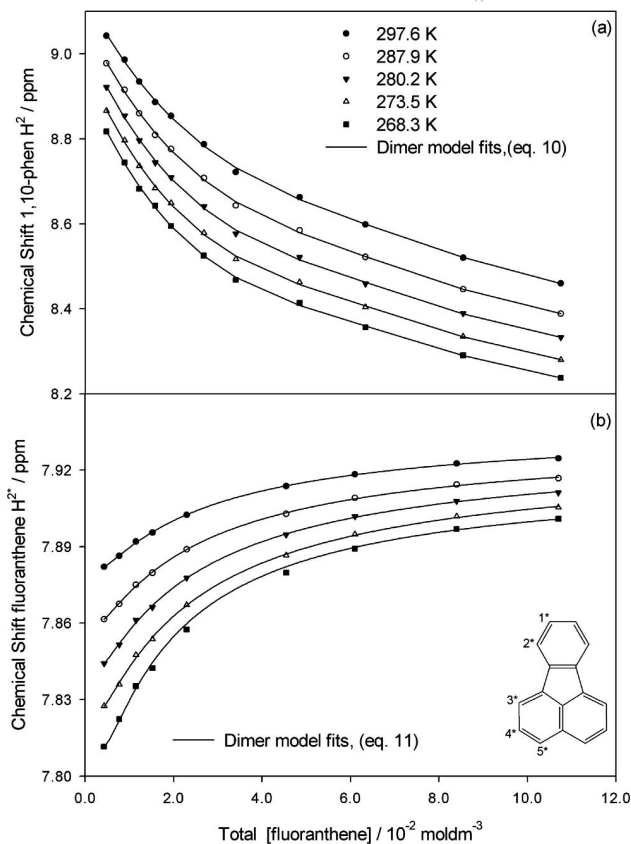 (a)
297.6 K
287.9 K
280.2 K
273.5 K
268.3 K
Dimer model fits,(eq. 10)
Chemical Shift 1,10-phen H² / ppm
9.0
8.8
8.6
8.4
8.2
(b)
Chemical Shift fluoranthene H²* / ppm
7.92
7.89
7.86
7.83
7.80
1*
2*
3*
4*
5*
Dimer model fits, (eq. 11)
0.0 2.0 4.0 6.0 8.0 10.0 12.0
Total [fluoranthene] / 10⁻² moldm⁻³